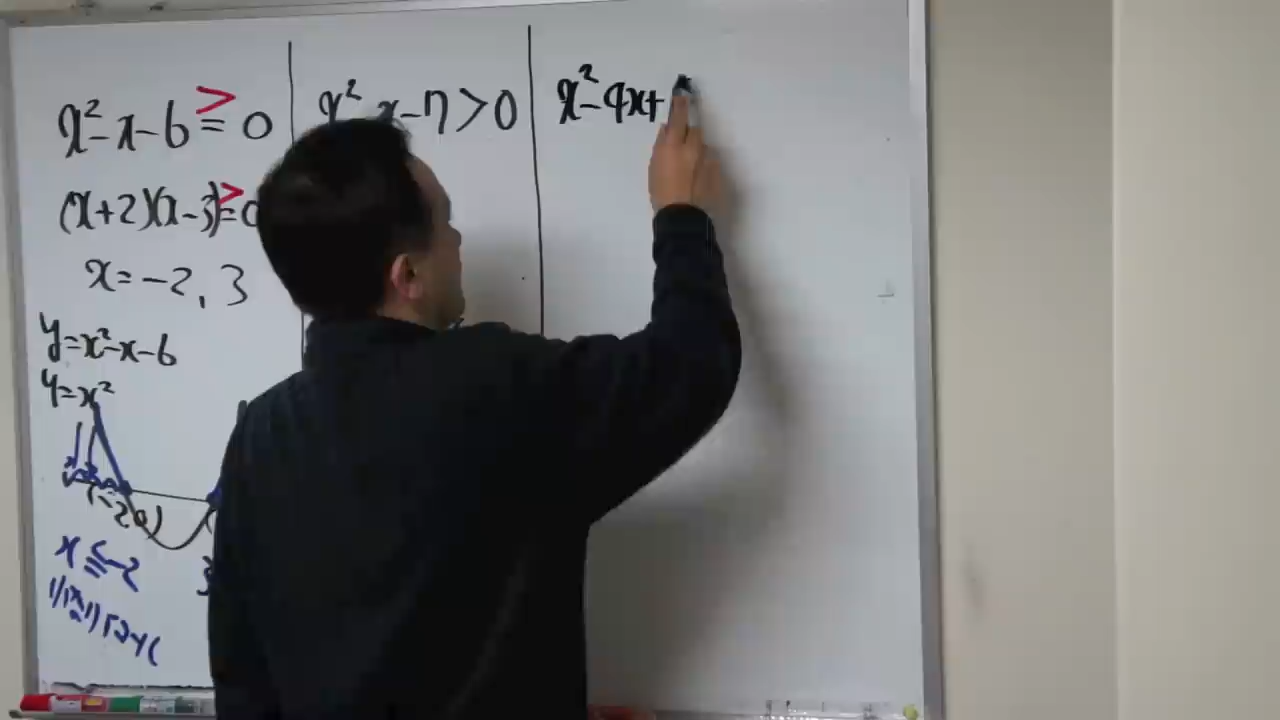 x²-x-6≧0
(x+2)(x-3)≧0
x=-2, 3
y=x²-x-6
y=x²
(-2 0)
x≦-2
x² x-7>0
x²-4x+